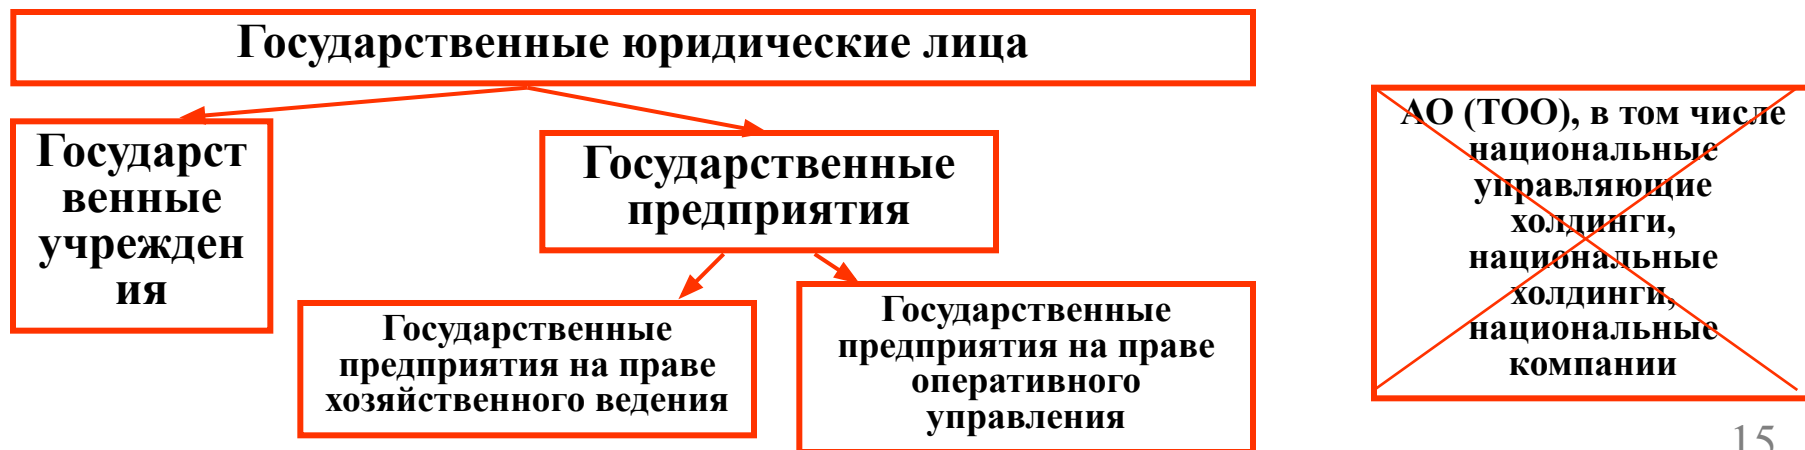 Государственные юридические лица
Государст
венные
учрежден
ия
Государственные
предприятия
Государственные
предприятия на праве
хозяйственного ведения
Государственные
предприятия на праве
оперативного
управления
АО (ТОО), в том числе
национальные
управляющие
холдинги,
национальные
холдинги,
национальные
компании
15